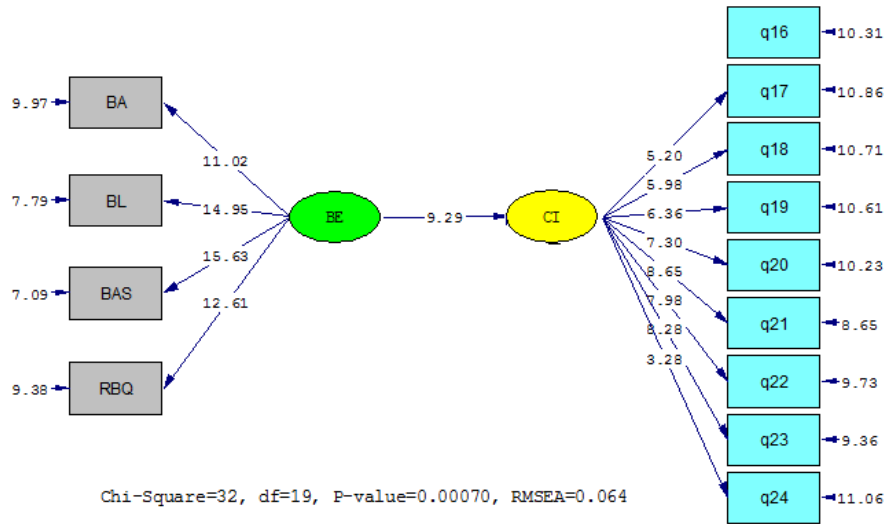 q16
10.31
9.97
BA
q17
10.86
11.02
5.20
q18
10.71
5.98
7.79
BL
14.95
BE
9.29
CI
6.36
q19
10.61
7.30
15.63
8.65
q20
10.23
7.09
BAS
12.61
7.98
8.28
q21
8.65
3.28
9.38
RBQ
q22
9.73
q23
9.36
Chi-Square=32, df=19, P-value=0.00070, RMSEA=0.064
q24
11.06